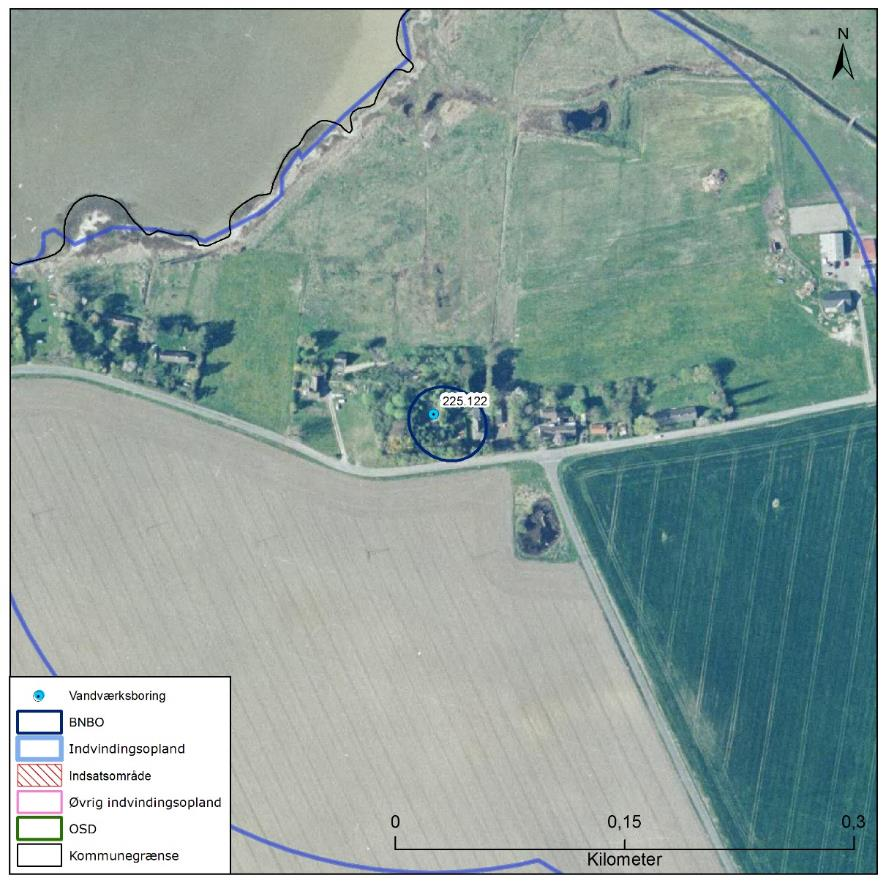 N
225.122
Vandværksboring
BNBO
Indvindingsopland
Indsatsområde
Øvrig indvindingsopland
OSD
Kommunegrænse
0 0,15 0,3
Kilometer